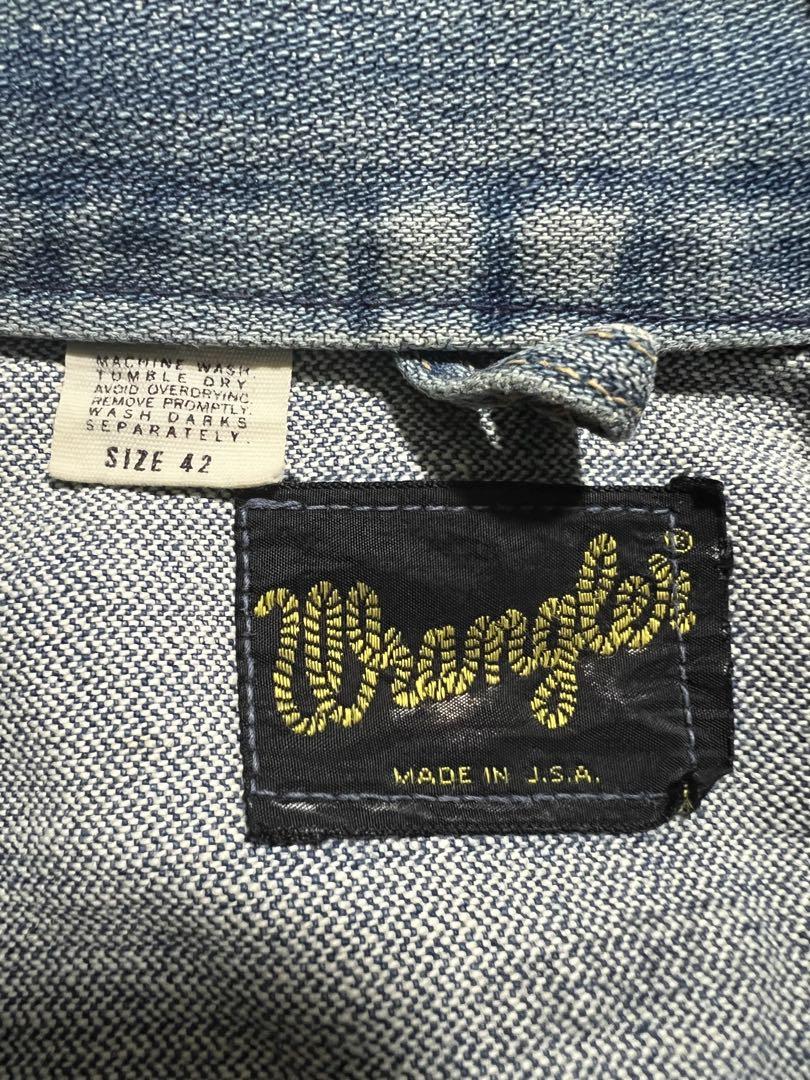 MACHINE WASH.
TUMBLE DRY
AVOID OVERDRYING
REMOVE PROMPTLY.
WASH DARKS
SEPARATELY.
SIZE 42
Wrangler®
MADE IN U.S.A.